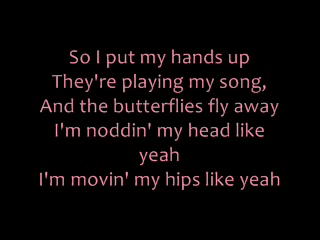 So I put my hands up
They're playing my song,
And the butterflies fly away
I'm noddin' my head like
yeah
I'm movin' my hips like yeah